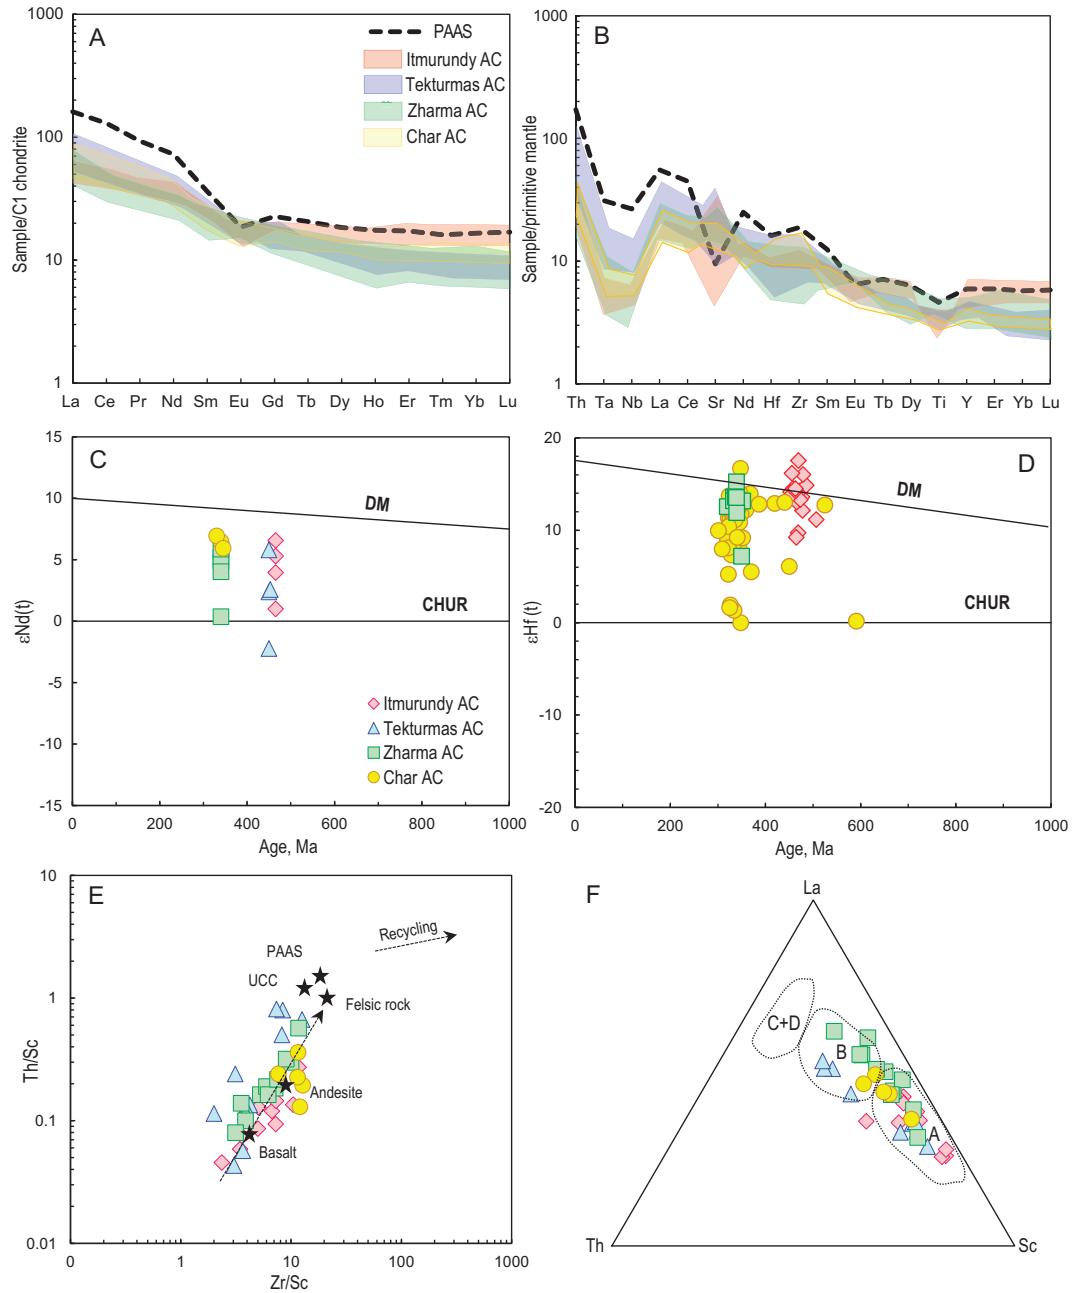 A
1000
100
10
1
Sample/C1 chondrite
La Ce Pr Nd Sm Eu Gd Tb Dy Ho Er Tm Yb Lu
PAAS
Itmurundy AC
Tekturmas AC
Zharma AC
Char AC
B
1000
100
10
1
Sample/primitive mantle
Th Ta Nb La Ce Sr Nd Hf Zr Sm Eu Tb Dy Ti Y Er Yb Lu
C
15
10
5
0
-5
-10
-15
εNd(t)
DM
CHUR
Itmurundy AC
Tekturmas AC
Zharma AC
Char AC
0 200 400 600 800 1000
Age, Ma
D
20
10
0
-10
-20
εHf (t)
DM
CHUR
0 200 400 600 800 1000
Age, Ma
E
10
1
0.1
0.01
Th/Sc
Recycling
PAAS
UCC
Felsic rock
Andesite
Basalt
0 1 10 100 1000
Zr/Sc
F
La
C+D
B
A
Th
Sc